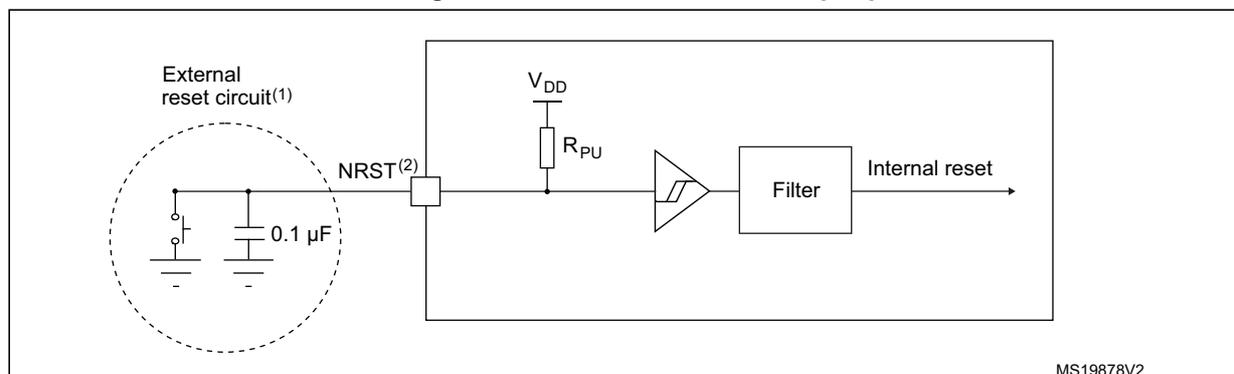 External
reset circuit(1)
VDD
RPU
NRST(2)
0.1 µF
Filter
Internal reset
MS19878V2